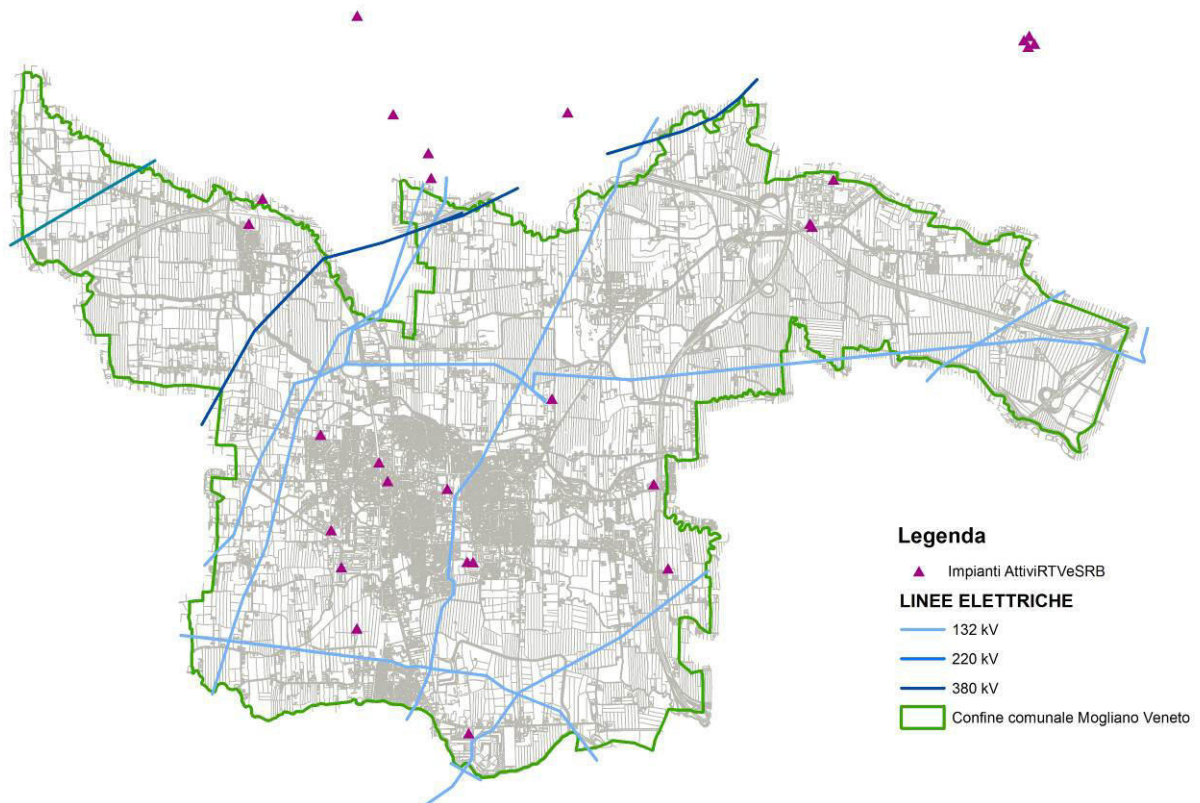 Legenda
Impianti AttiviRTVeSRB
LINEE ELETTRICHE
132 kV
220 kV
380 kV
Confine comunale Mogliano Veneto